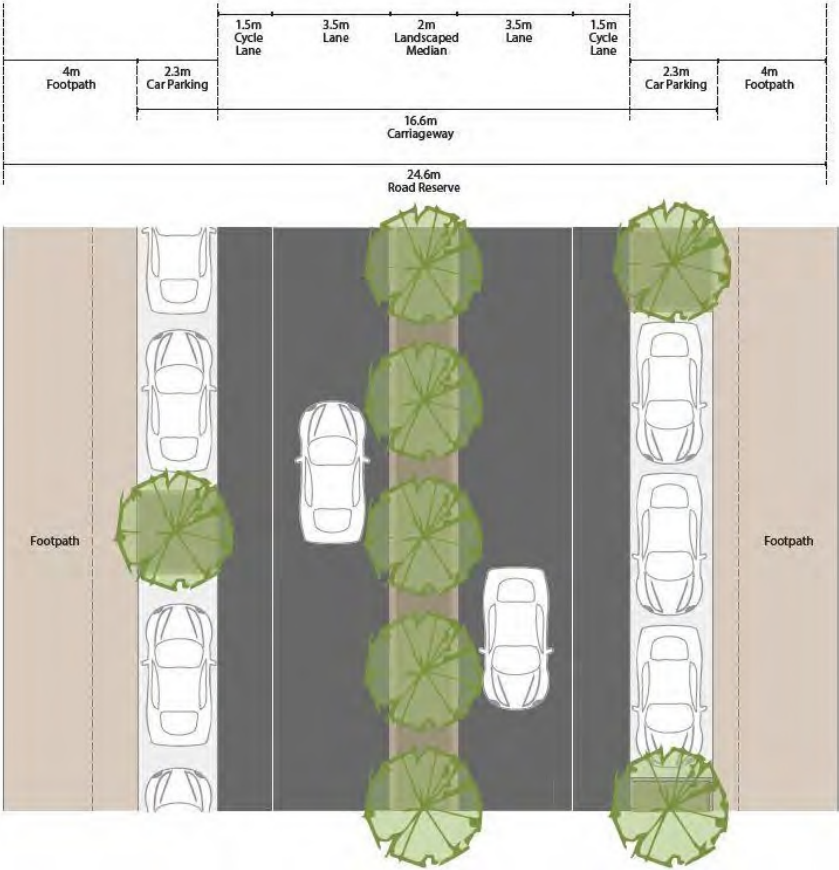 1.5m
Cycle
Lane
3.5m
Lane
2m
Landscaped
Median
3.5m
Lane
1.5m
Cycle
Lane
4m
Footpath
2.3m
Car Parking
2.3m
Car Parking
4m
Footpath
16.6m
Carriageway
24.6m
Road Reserve
Footpath
Footpath